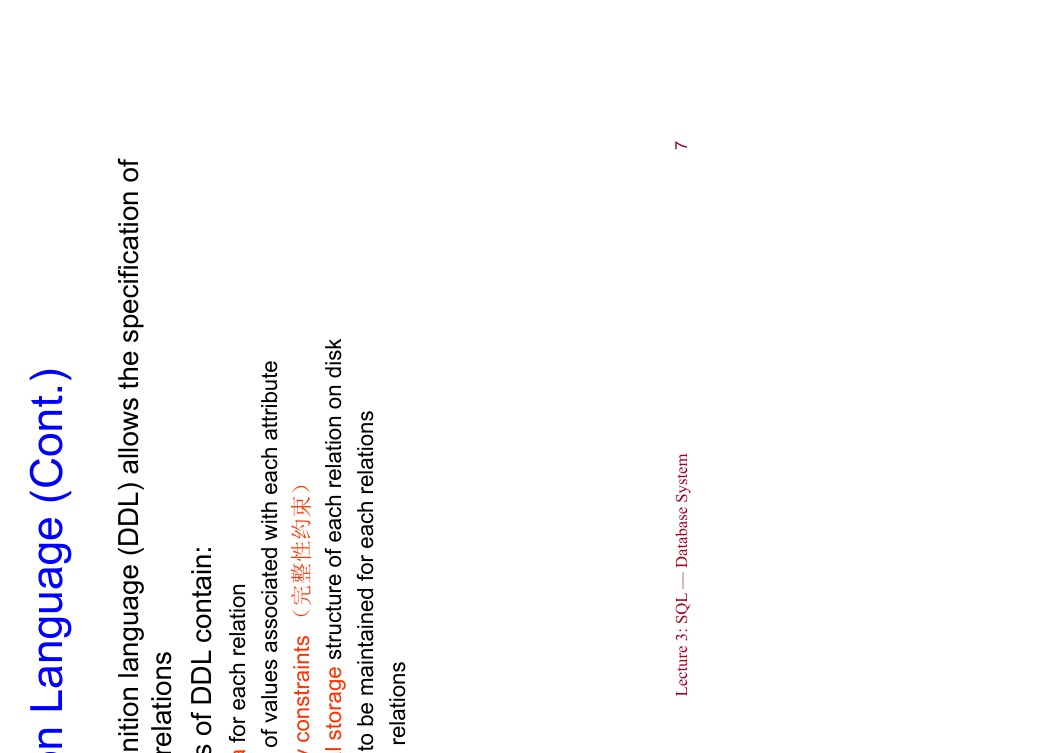 on Language (Cont.)
nition language (DDL) allows the specification of
relations
s of DDL contain:
a for each relation
of values associated with each attribute
y constraints（完整性约束）
l storage structure of each relation on disk
to be maintained for each relations
relations
Lecture 3: SQL — Database System 7